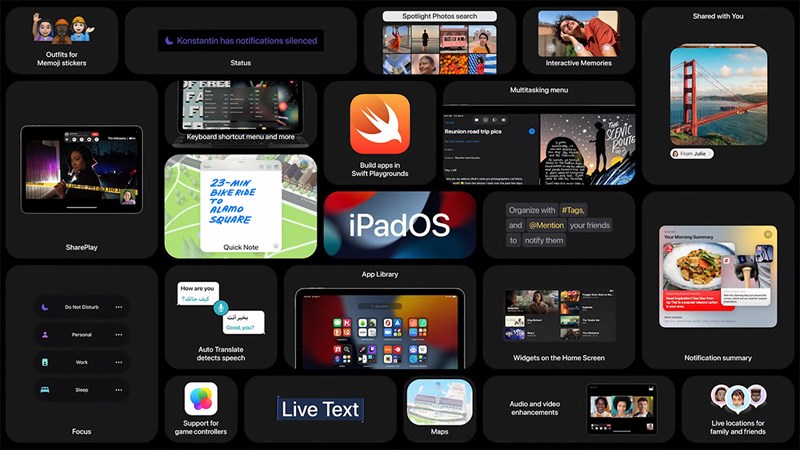 Outfits for
Memoji stickers
Konstantin has notifications silenced
Status
Spotlight Photos search
Interactive Memories
Shared with You
From Julie
SharePlay
Keyboard shortcut menu and more
Build apps in
Swift Playgrounds
Multitasking menu
Reunion road trip pics
THE
SCENIC
ROUTE
23-MIN
BIKE RIDE
TO
ALAMO
SQUARE
Quick Note
iPadOS
Organize with #Tags,
and @Mention your friends
to notify them
Your Morning Summary
Notification summary
Do Not Disturb
Personal
Work
Sleep
Focus
How are you
كيف حالك؟
بخير انت
Good, you?
Auto Translate
detects speech
App Library
Widgets on the Home Screen
Support for
game controllers
Live Text
Maps
Audio and video
enhancements
Live locations for
family and friends